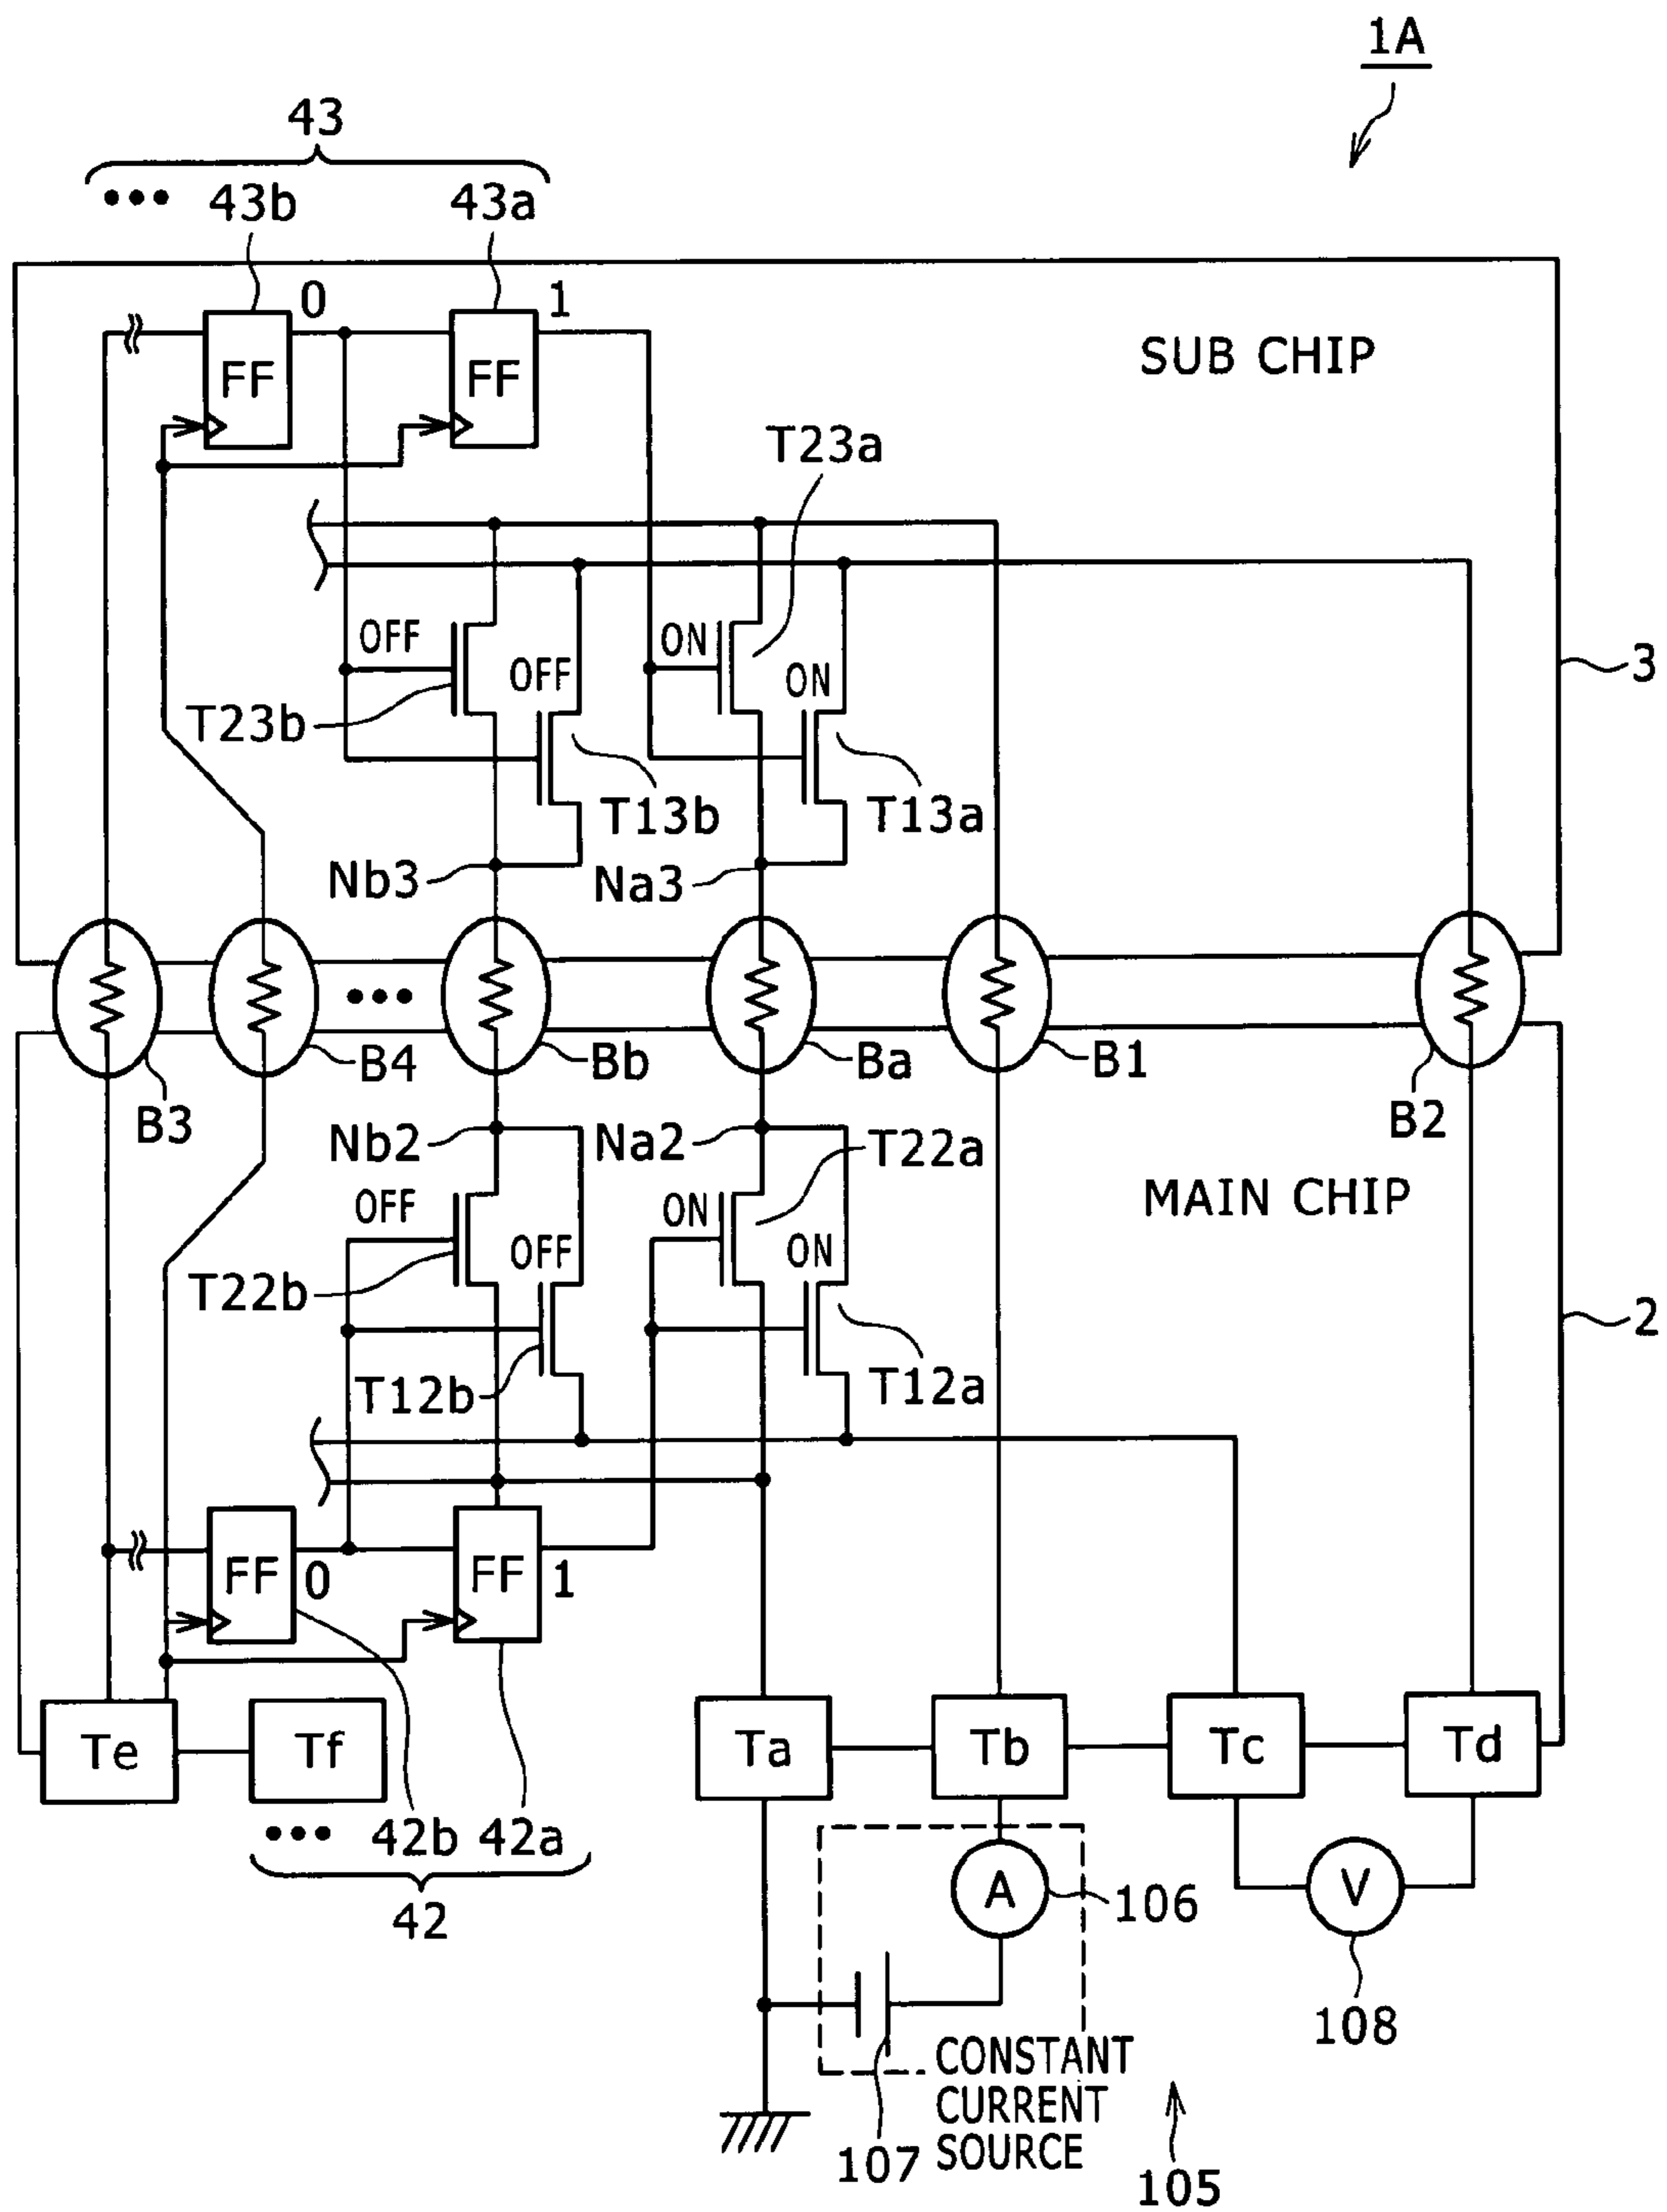 1A
43
••• 43b 43a
0 1
FF FF
SUB CHIP
T23a
OFF ON
OFF ON
3
T23b
T13b T13a
Nb3 Na3
•••
B3 B4 Bb Ba B1 B2
Nb2 Na2 T22a
MAIN CHIP
OFF ON
OFF ON
T22b
2
T12b T12a
FF 0 FF 1
Te Tf Ta Tb Tc Td
••• 42b 42a
42
A 106
V
108
CONSTANT
CURRENT
SOURCE
107
105